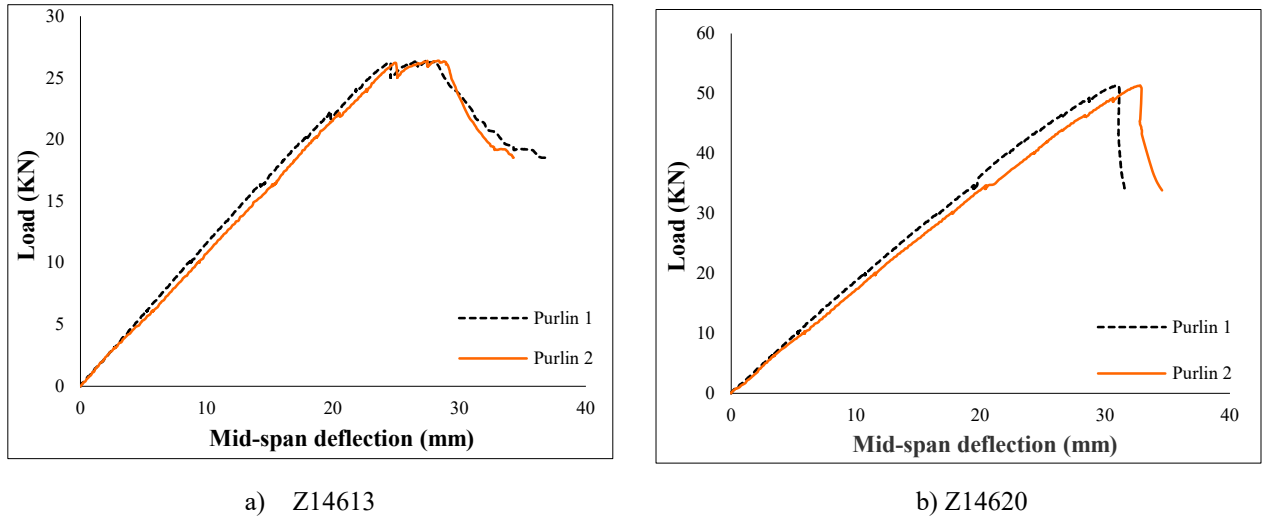 30
25
20
15
10
5
0
Load (KN)
0 10 20 30 40
Mid-span deflection (mm)
Purlin 1
Purlin 2
a) Z14613
60
50
40
30
20
10
0
Load (KN)
0 10 20 30 40
Mid-span deflection (mm)
Purlin 1
Purlin 2
b) Z14620